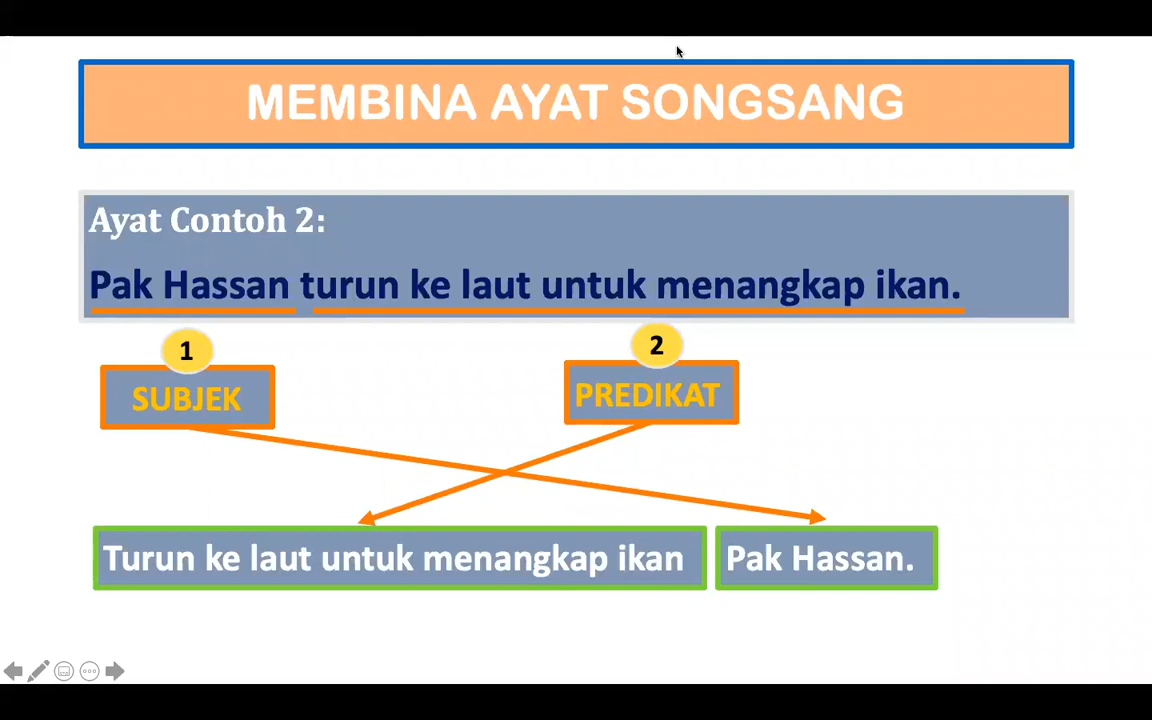 MEMBINA AYAT SONGSANG
Ayat Contoh 2:
Pak Hassan turun ke laut untuk menangkap ikan.
1
2
SUBJEK
PREDIKAT
Turun ke laut untuk menangkap ikan
Pak Hassan.